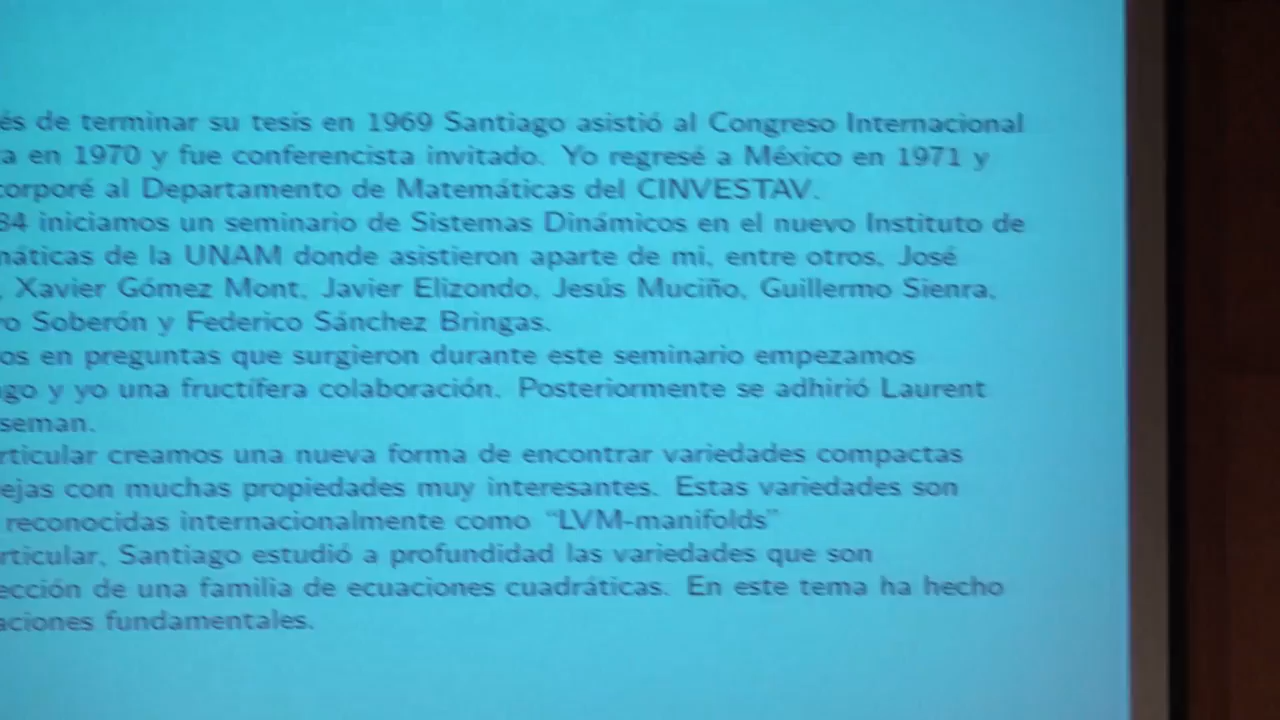 és de terminar su tesis en 1969 Santiago asistió al Congreso Internacional
a en 1970 y fue conferencista invitado. Yo regresé a México en 1971 y
corporé al Departamento de Matemáticas del CINVESTAV.
84 iniciamos un seminario de Sistemas Dinámicos en el nuevo Instituto de
máticas de la UNAM donde asistieron aparte de mi, entre otros, José
, Xavier Gómez Mont, Javier Elizondo, Jesús Muciño, Guillermo Sienra,
ro Soberón y Federico Sánchez Bringas.
os en preguntas que surgieron durante este seminario empezamos
ago y yo una fructífera colaboración. Posteriormente se adhirió Laurent
seman.
rticular creamos una nueva forma de encontrar variedades compactas
ejas con muchas propiedades muy interesantes. Estas variedades son
reconocidas internacionalmente como "LVM-manifolds"
rticular, Santiago estudió a profundidad las variedades que son
ección de una familia de ecuaciones cuadráticas. En este tema ha hecho
aciones fundamentales.